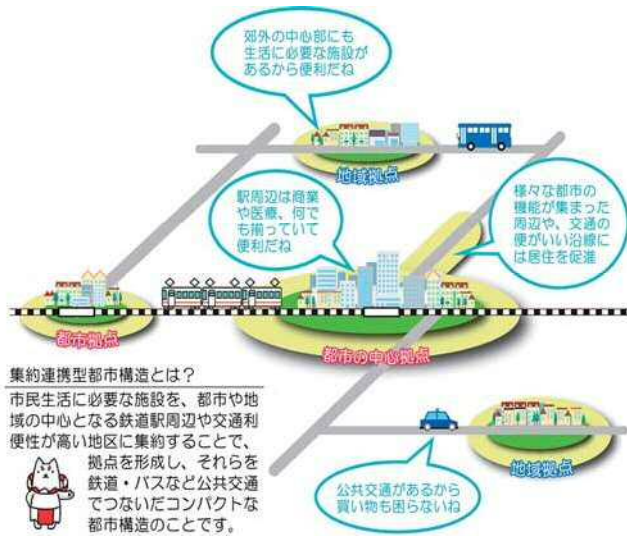 郊外の中心部にも
生活に必要な施設が
あるから便利だね
地域拠点
駅周辺は商業
や医療、何で
も揃っていて
便利だね
様々な都市の
機能が集まった
周辺や、交通の
便がいい沿線に
は居住を促進
都市拠点
都市の中心拠点
集約連携型都市構造とは？
市民生活に必要な施設を、都市や地
域の中心となる鉄道駅周辺や交通利
便性が高い地区に集約することで、
拠点を形成し、それらを
鉄道・バスなど公共交通
でつないだコンパクトな
都市構造のことです。
地域拠点
公共交通があるから
買い物も困らないね